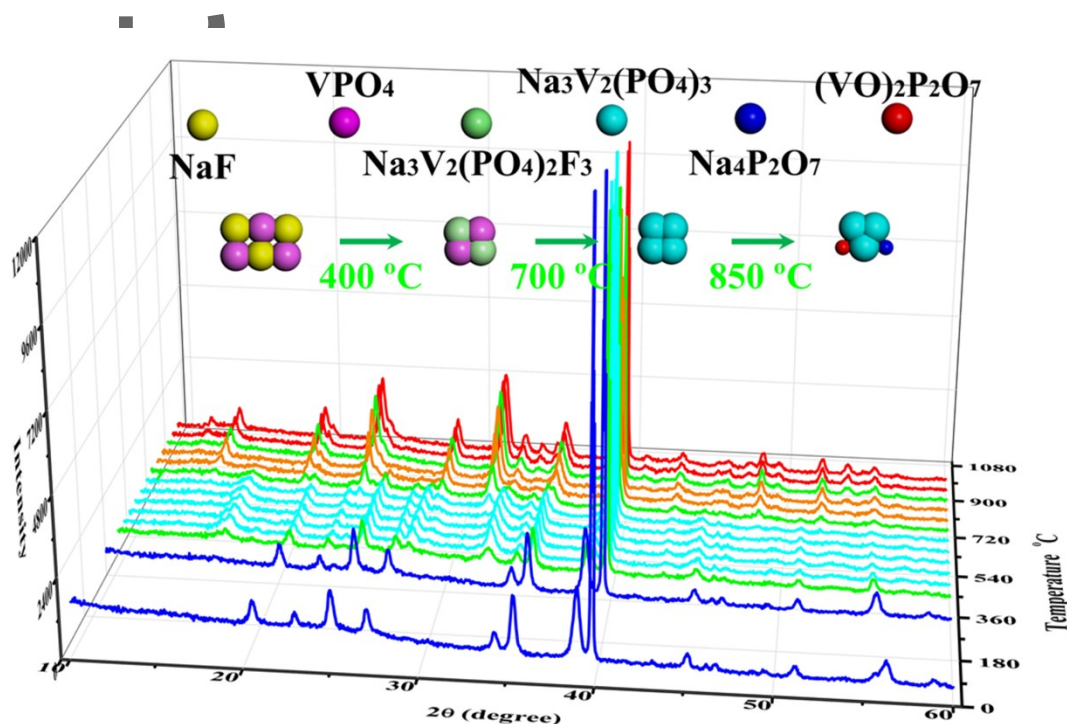 VPO4
Na3V2(PO4)3
(VO)2P2O7
NaF
Na3V2(PO4)2F3
Na4P2O7
400 ºC
700 ºC
850 ºC
12000
9600
7200
4800
2400
Intensity
10
20
30
40
50
60
2θ (degree)
1080
900
720
540
360
180
0
Temperature ºC